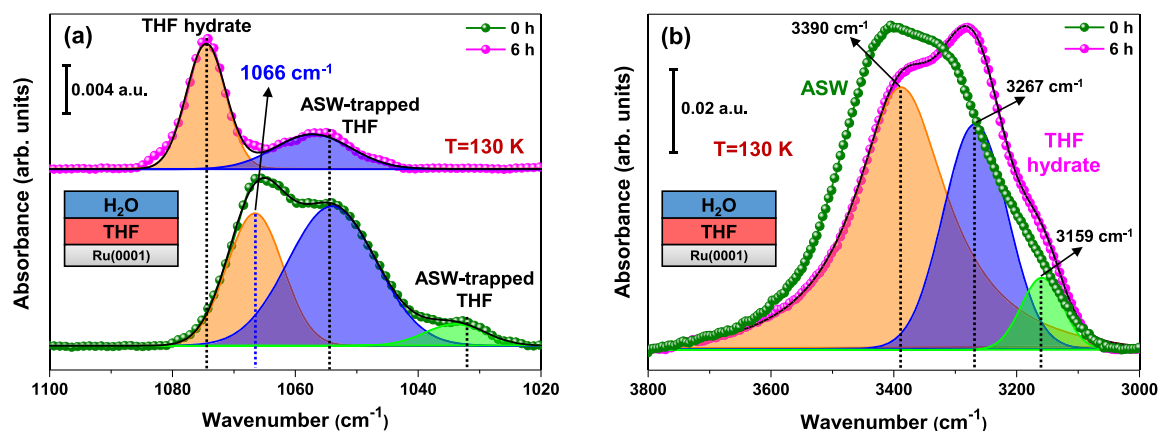 (a)
THF hydrate
0 h
6 h
0.004 a.u.
1066 cm⁻¹
ASW-trapped
THF
T=130 K
H₂O
THF
Ru(0001)
ASW-trapped
THF
Absorbance (arb. units)
1100 1080 1060 1040 1020
Wavenumber (cm⁻¹)
(b)
3390 cm⁻¹
0 h
6 h
ASW
0.02 a.u.
3267 cm⁻¹
T=130 K
THF
hydrate
H₂O
THF
Ru(0001)
3159 cm⁻¹
Absorbance (arb. units)
3800 3600 3400 3200 3000
Wavenumber (cm⁻¹)